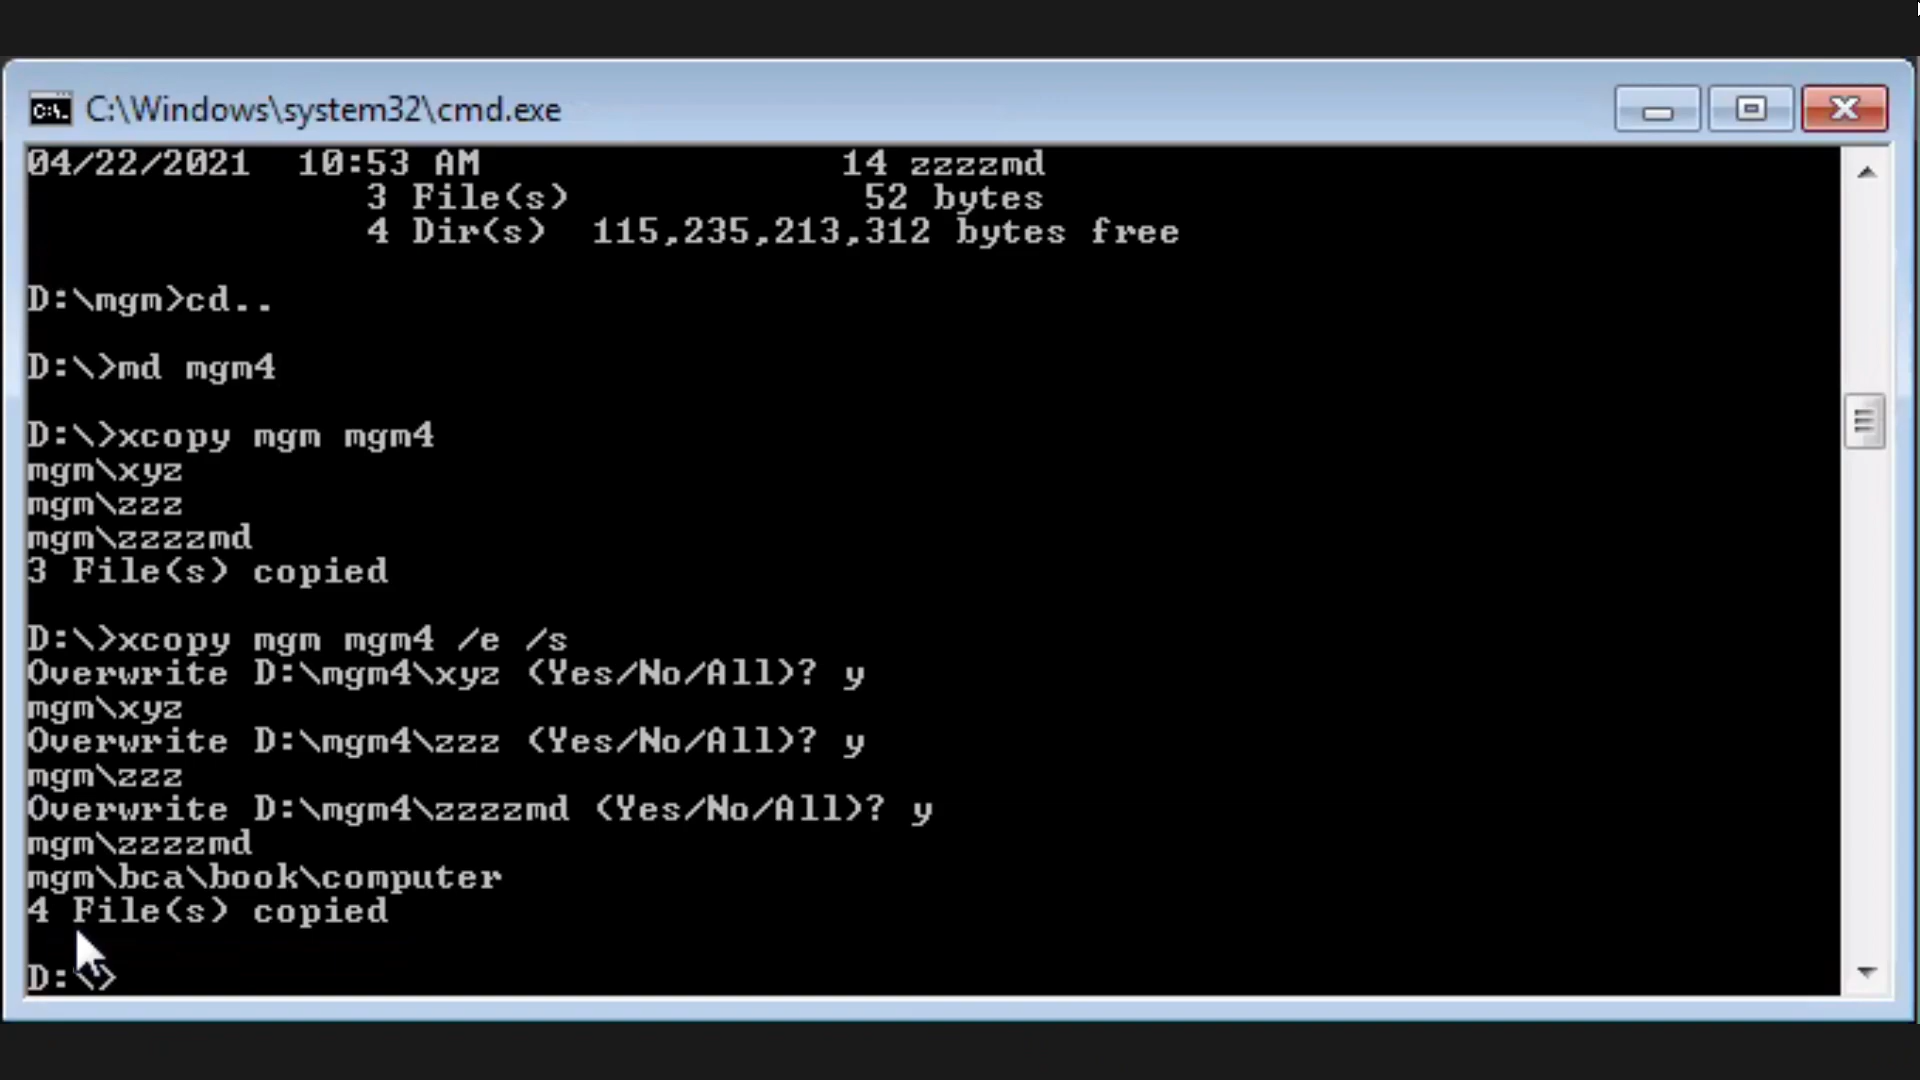 C:\Windows\system32\cmd.exe
04/22/2021  10:53 AM                14 zzzzmd
               3 File(s)             52 bytes
               4 Dir(s)  115,235,213,312 bytes free
D:\mgm>cd..
D:\>md mgm4
D:\>xcopy mgm mgm4
mgm\xyz
mgm\zzz
mgm\zzzzmd
3 File(s) copied
D:\>xcopy mgm mgm4 /e /s
Overwrite D:\mgm4\xyz (Yes/No/All)? y
mgm\xyz
Overwrite D:\mgm4\zzz (Yes/No/All)? y
mgm\zzz
Overwrite D:\mgm4\zzzzmd (Yes/No/All)? y
mgm\zzzzmd
mgm\bca\book\computer
4 File(s) copied
D:\>